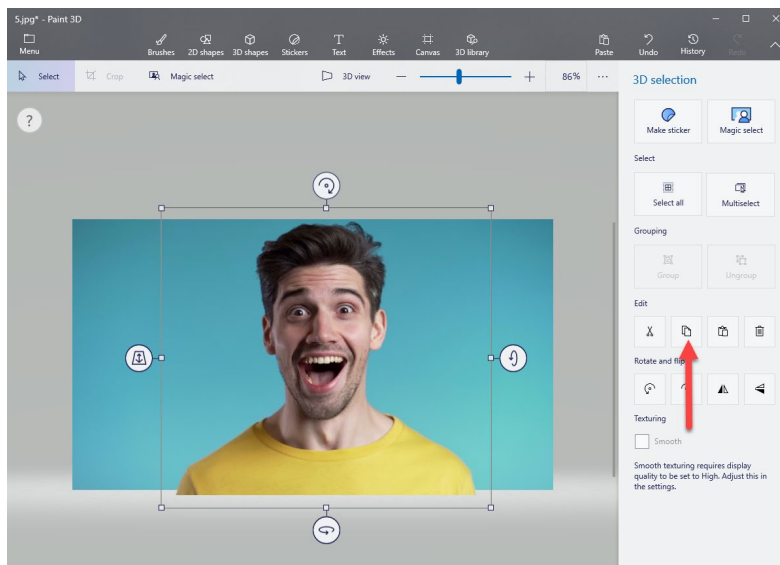 5.jpg* - Paint 3D
Menu
Brushes
2D shapes
3D shapes
Stickers
Text
Effects
Canvas
3D library
Paste
Undo
History
Redo
Select
Crop
Magic select
3D view
86%
?
3D selection
Make sticker
Magic select
Select
Select all
Multiselect
Grouping
Group
Ungroup
Edit
Rotate and flip
Texturing
Smooth
Smooth texturing requires display
quality to be set to High. Adjust this in
the settings.